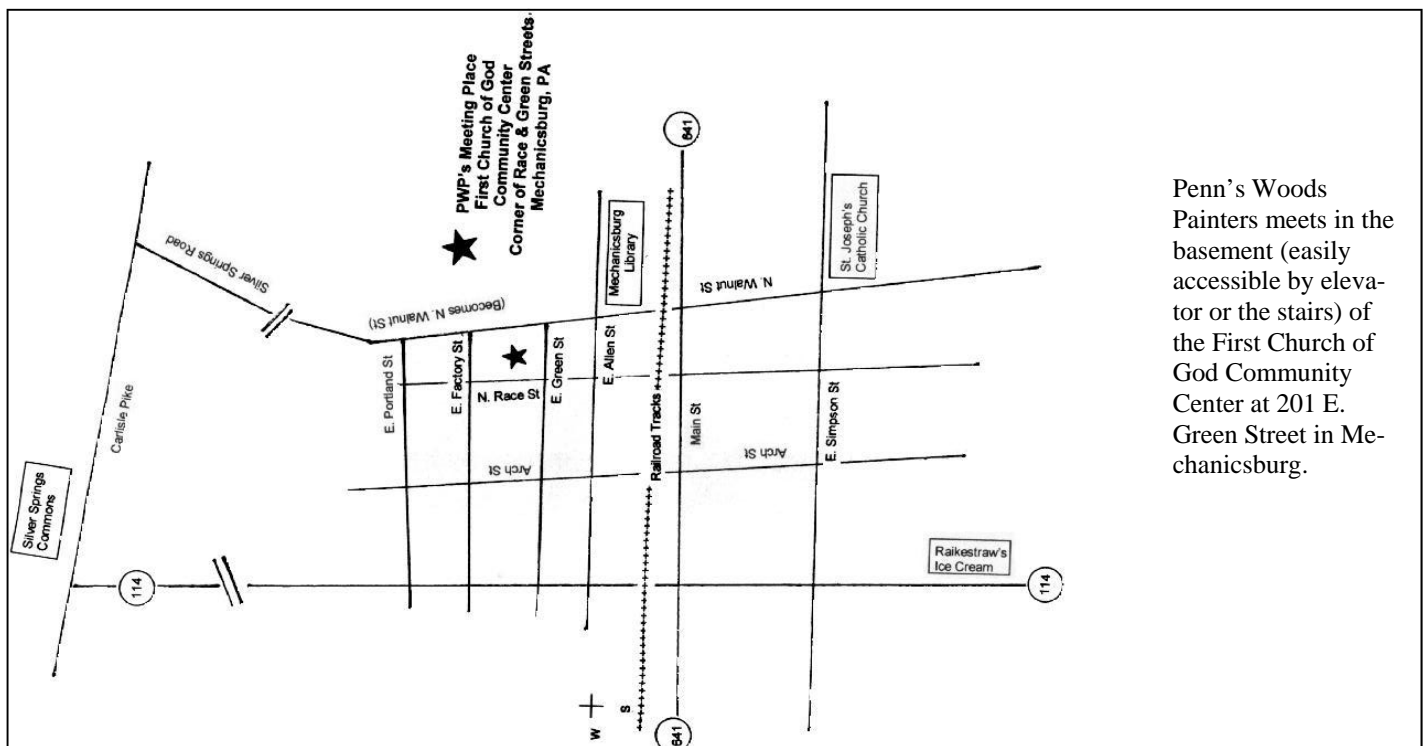 PWP's Meeting Place
First Church of God
Community Center
Corner of Race & Green Streets
Mechanicsburg, PA
641
Silver Springs Road
(Becomes N. Walnut St)
Carlisle Pike
Silver Springs
Commons
114
E. Portland St
E. Factory St
N. Race St
E. Green St
E. Allen St
Mechanicsburg
Library
Railroad Tracks
Main St
N. Walnut St
St. Joseph's
Catholic Church
E. Simpson St
Arch St
Arch St
Raikestraw's
Ice Cream
114
W
S
641
Penn's Woods
Painters meets in the
basement (easily
accessible by eleva-
tor or the stairs) of
the First Church of
God Community
Center at 201 E.
Green Street in Me-
chanicsburg.